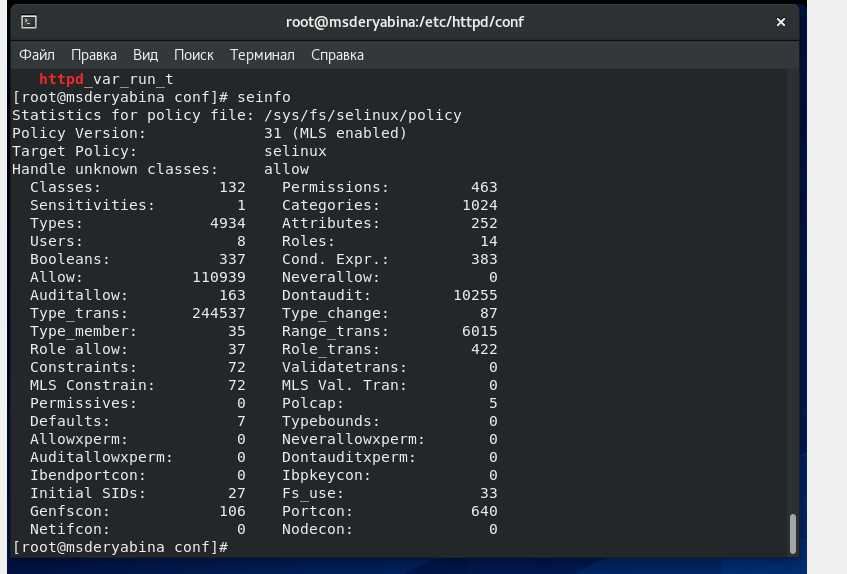 root@msderyabina:/etc/httpd/conf
Файл Правка Вид Поиск Терминал Справка
httpd_var_run_t
[root@msderyabina conf]# seinfo
Statistics for policy file: /sys/fs/selinux/policy
Policy Version: 31 (MLS enabled)
Target Policy: selinux
Handle unknown classes: allow
Classes: 132 Permissions: 463
Sensitivities: 1 Categories: 1024
Types: 4934 Attributes: 252
Users: 8 Roles: 14
Booleans: 337 Cond. Expr.: 383
Allow: 110939 Neverallow: 0
Auditallow: 163 Dontaudit: 10255
Type_trans: 244537 Type_change: 87
Type_member: 35 Range_trans: 6015
Role allow: 37 Role_trans: 422
Constraints: 72 Validatetrans: 0
MLS Constrain: 72 MLS Val. Tran: 0
Permissives: 0 Polcap: 5
Defaults: 7 Typebounds: 0
Allowxperm: 0 Neverallowxperm: 0
Auditallowxperm: 0 Dontauditxperm: 0
Ibendportcon: 0 Ibpkeycon: 0
Initial SIDs: 27 Fs_use: 33
Genfscon: 106 Portcon: 640
Netifcon: 0 Nodecon: 0
[root@msderyabina conf]#